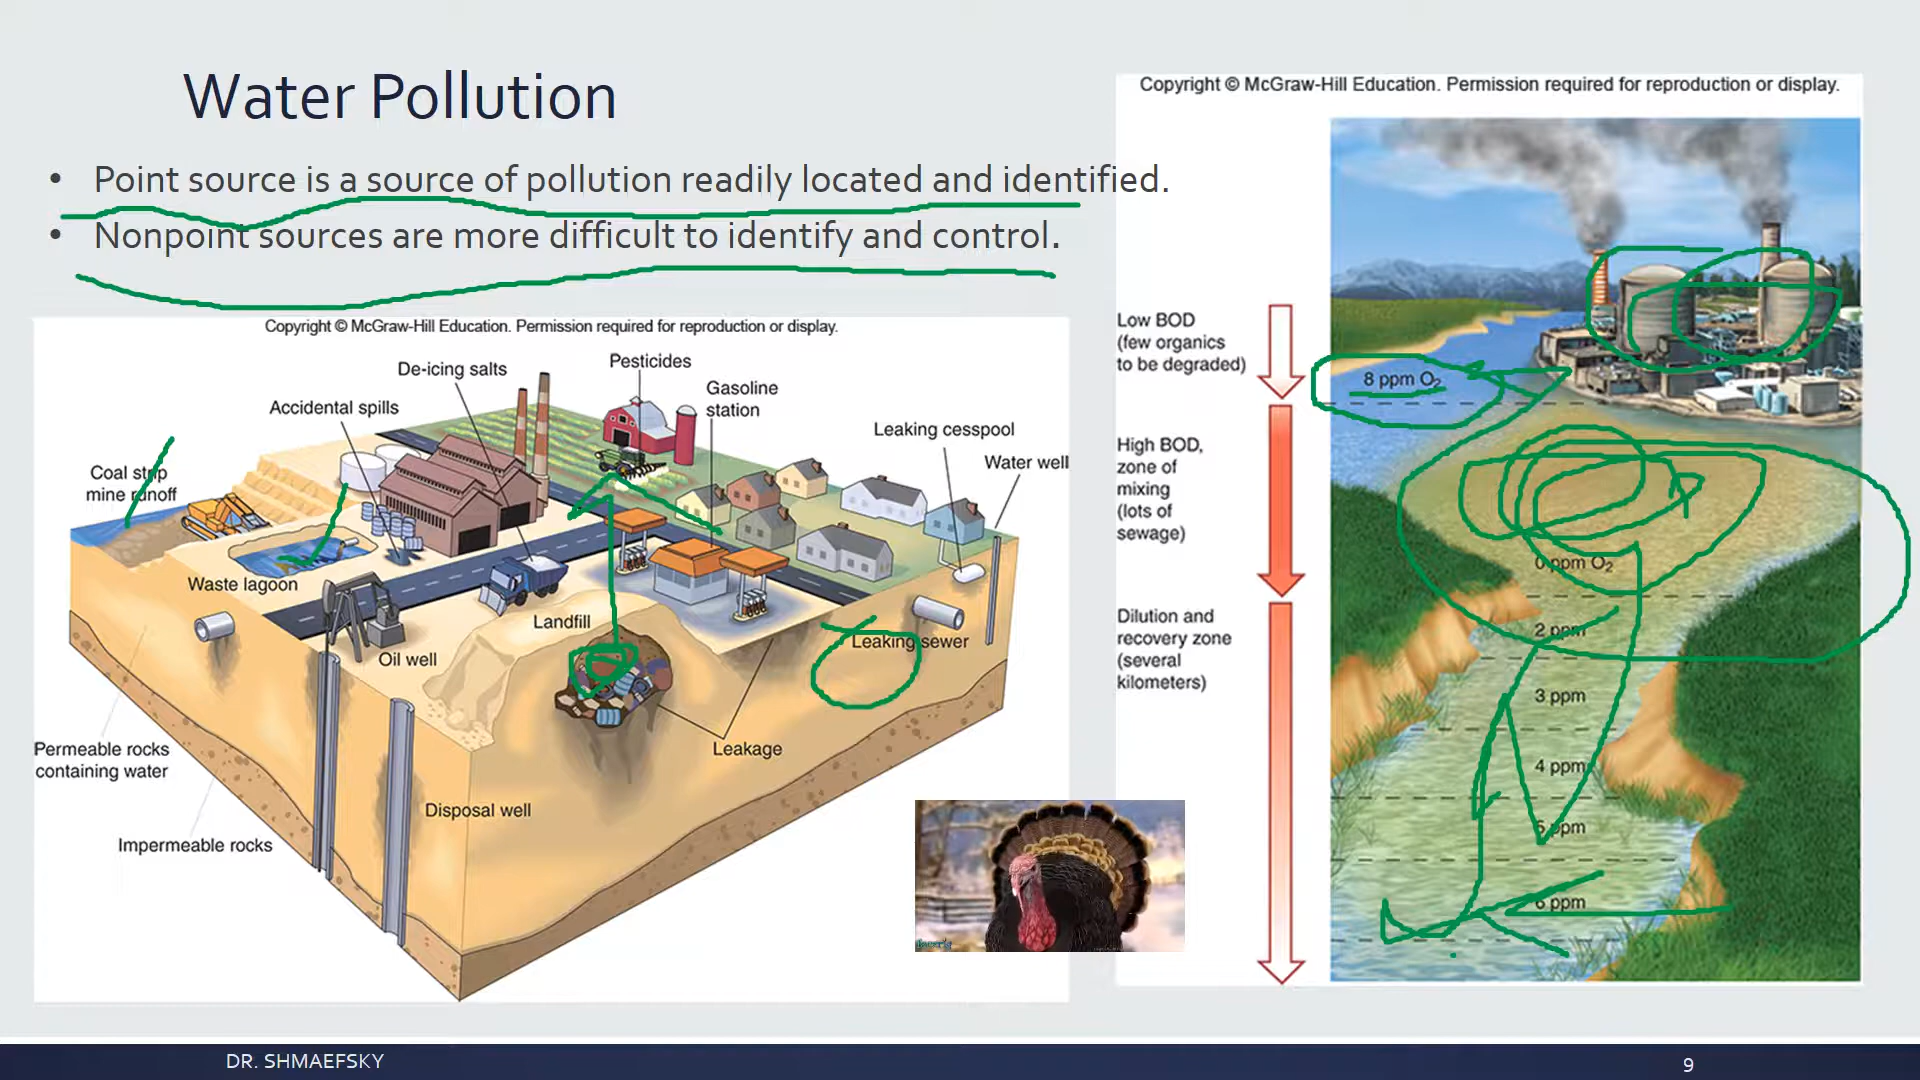 Water Pollution
• Point source is a source of pollution readily located and identified.
• Nonpoint sources are more difficult to identify and control.
Copyright © McGraw-Hill Education. Permission required for reproduction or display.
De-icing salts
Pesticides
Gasoline
station
Accidental spills
Leaking cesspool
Water well
Coal strip
mine runoff
Waste lagoon
Landfill
Leaking sewer
Oil well
Permeable rocks
containing water
Leakage
Disposal well
Impermeable rocks
Copyright © McGraw-Hill Education. Permission required for reproduction or display.
Low BOD
(few organics
to be degraded)
8 ppm O₂
High BOD,
zone of
mixing
(lots of
sewage)
0 ppm O₂
Dilution and
recovery zone
(several
kilometers)
2 ppm
3 ppm
4 ppm
5 ppm
6 ppm
DR. SHMAEFSKY
9